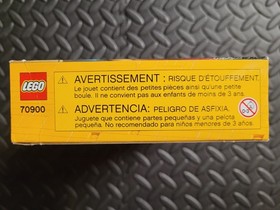 LEGO
70900
AVERTISSEMENT : RISQUE D'ÉTOUFFEMENT.
Le jouet contient des petites pièces ainsi qu'une petite
boule. Il ne convient pas aux enfants de moins de 3 ans.
ADVERTENCIA: PELIGRO DE ASFIXIA
Juguete que contiene partes pequeñas y una pelota
pequeña. No recomendado para niños menores de 3 años.